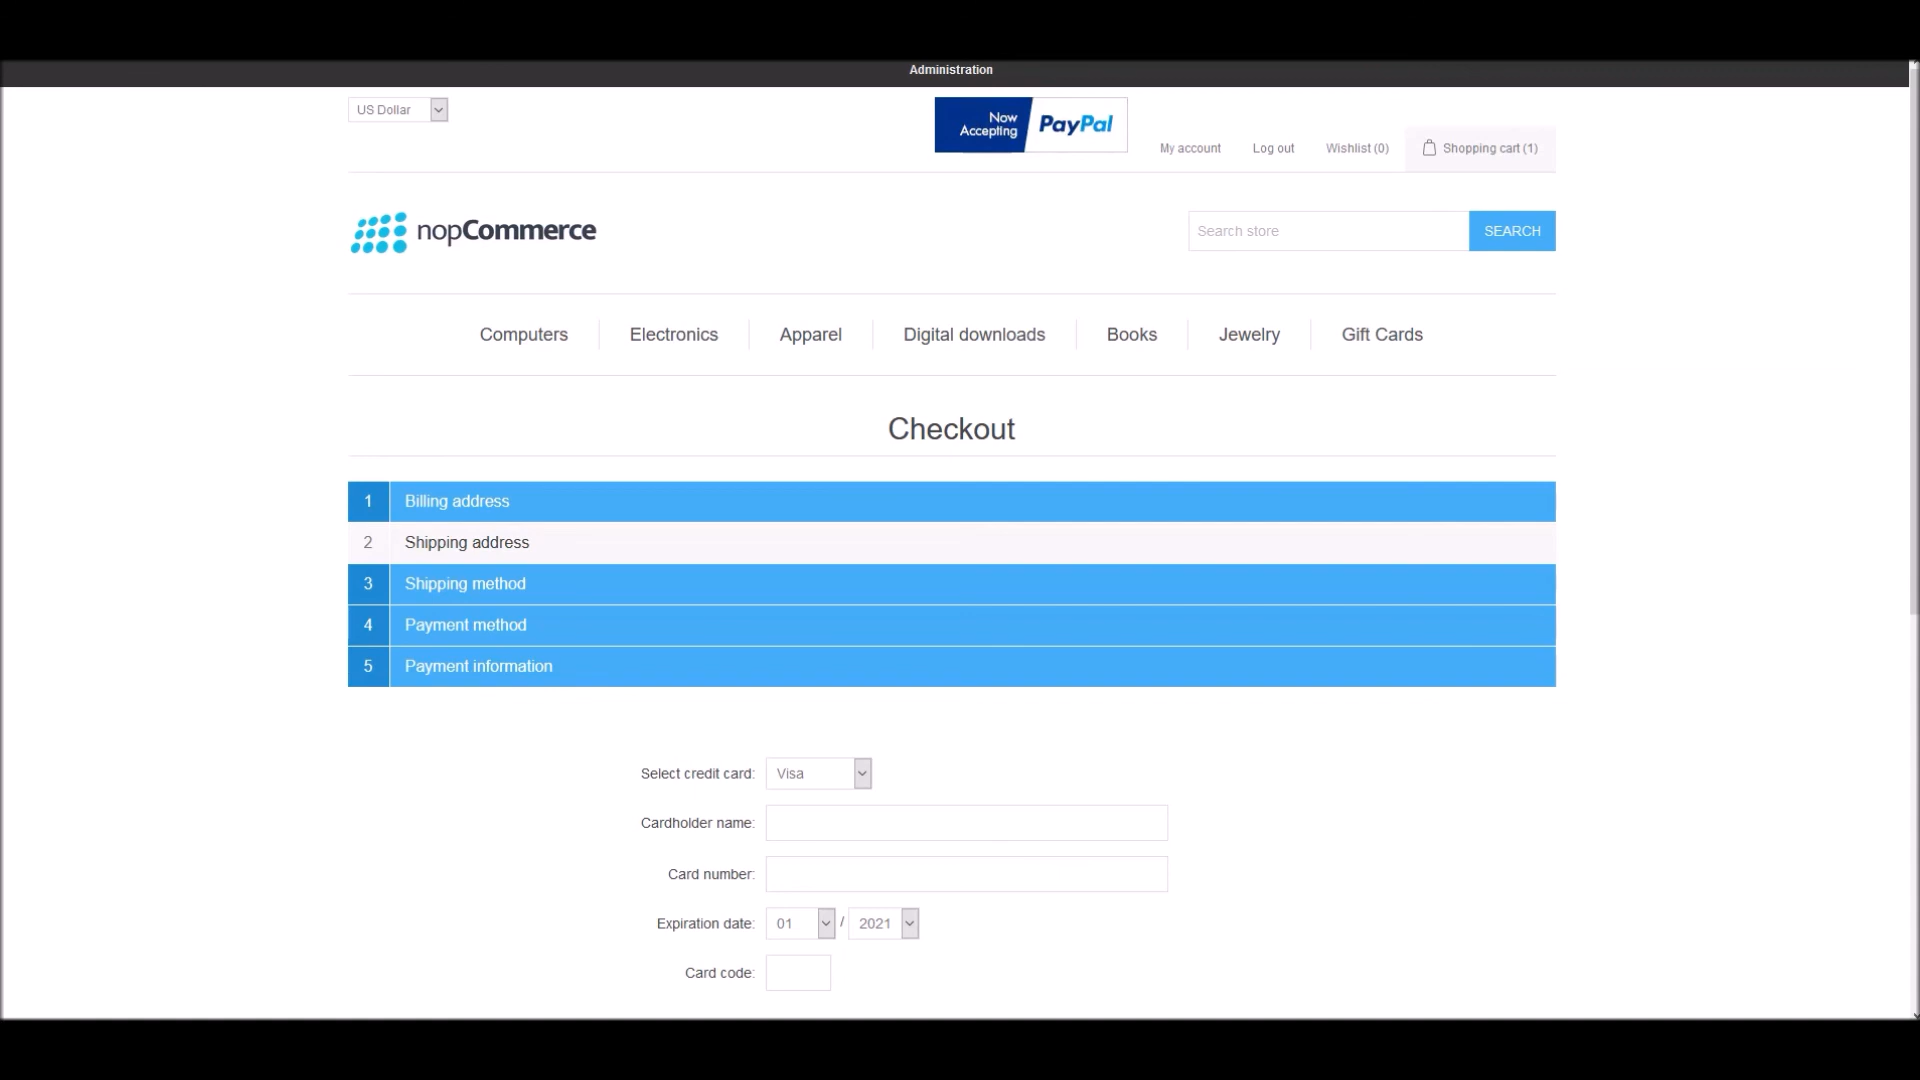 Administration
US Dollar
Now
Accepting
PayPal
My account
Log out
Wishlist (0)
Shopping cart (1)
nopCommerce
Search store
SEARCH
Computers
Electronics
Apparel
Digital downloads
Books
Jewelry
Gift Cards
Checkout
1 Billing address
2 Shipping address
3 Shipping method
4 Payment method
5 Payment information
Select credit card: Visa
Cardholder name:
Card number:
Expiration date: 01 / 2021
Card code: